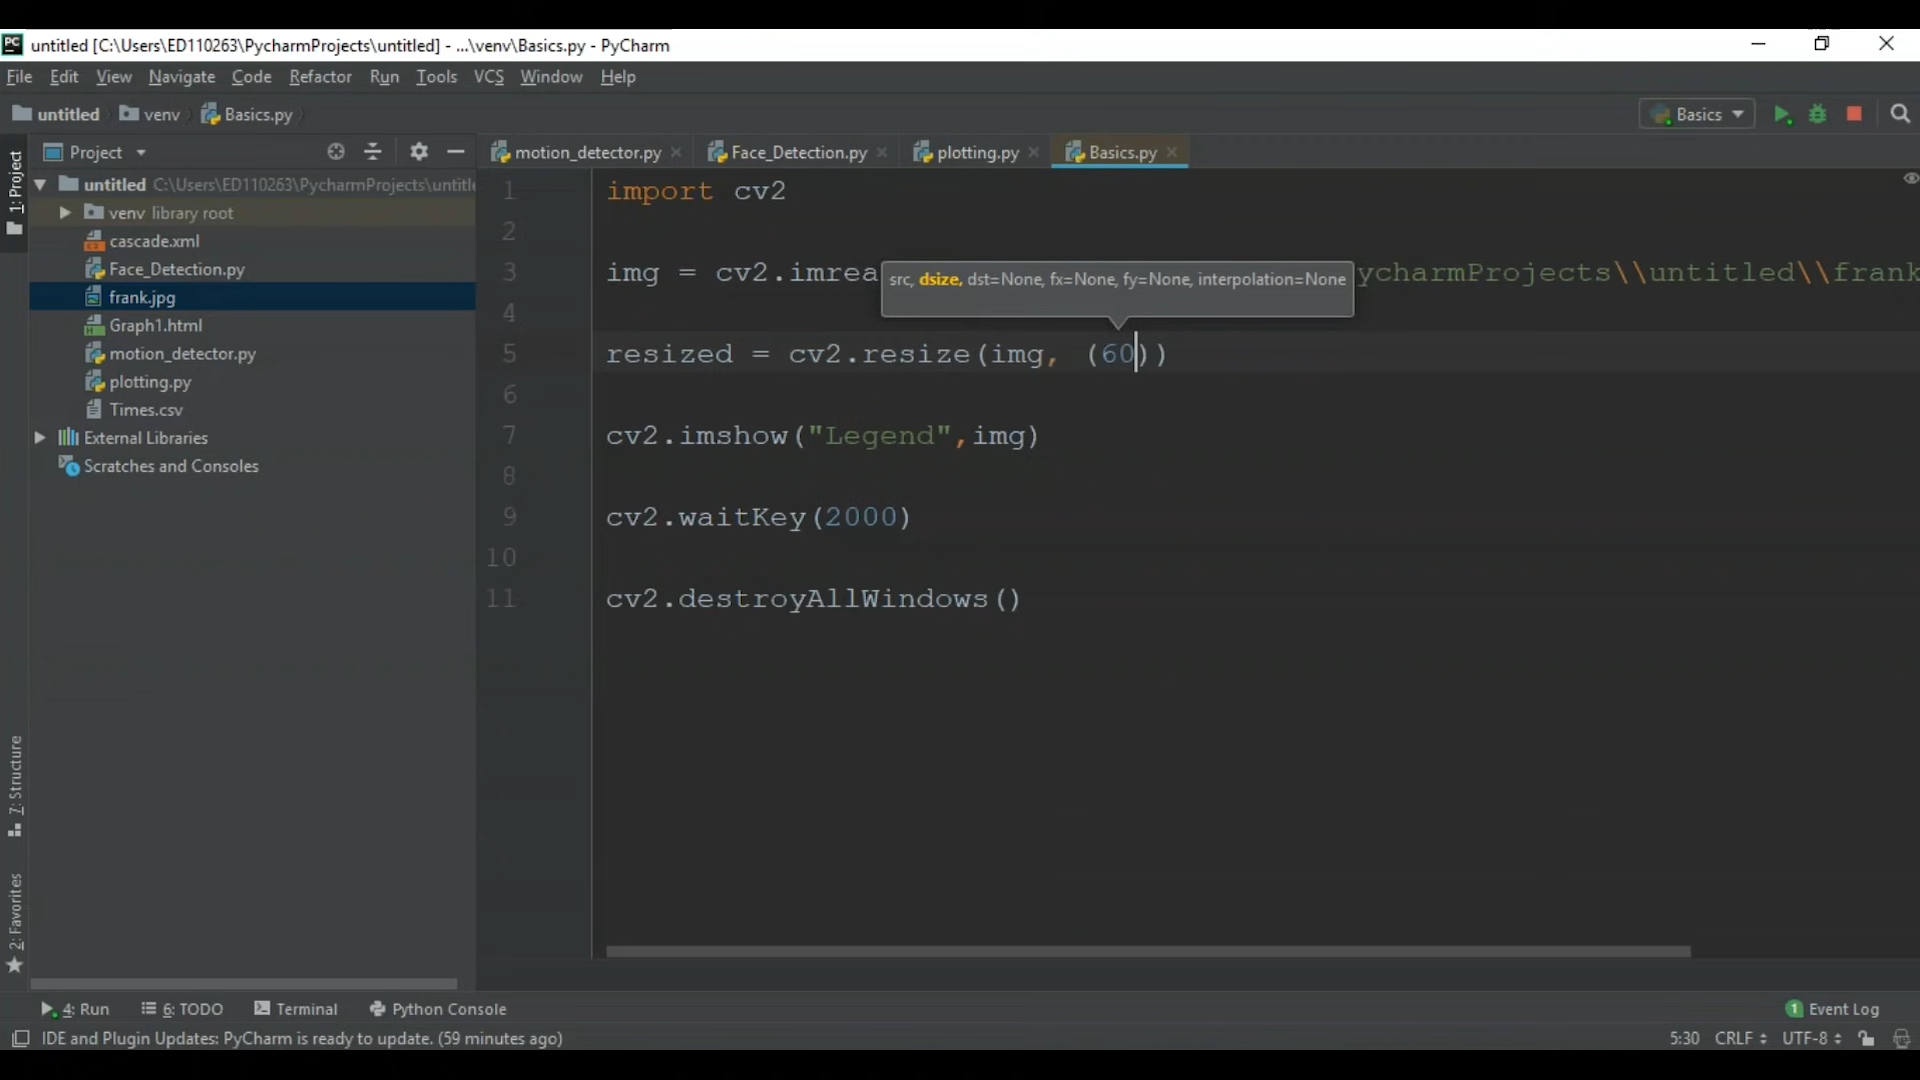 PC untitled [C:\Users\ED110263\PycharmProjects\untitled] - ...\venv\Basics.py - PyCharm
File Edit View Navigate Code Refactor Run Tools VCS Window Help
untitled venv Basics.py Basics
1: Project
Project motion_detector.py Face_Detection.py plotting.py Basics.py
untitled C:\Users\ED110263\PycharmProjects\untitle
venv library root
cascade.xml
Face_Detection.py
frank.jpg
Graph1.html
motion_detector.py
plotting.py
Times.csv
External Libraries
Scratches and Consoles
1 import cv2
2
3 img = cv2.imrea ycharmProjects\\untitled\\frank
src, dsize, dst=None, fx=None, fy=None, interpolation=None
4
5 resized = cv2.resize(img, (60))
6
7 cv2.imshow("Legend",img)
8
9 cv2.waitKey(2000)
10
11 cv2.destroyAllWindows()
7: Structure
2: Favorites
4: Run 6: TODO Terminal Python Console 1 Event Log
IDE and Plugin Updates: PyCharm is ready to update. (59 minutes ago) 5:30 CRLF UTF-8